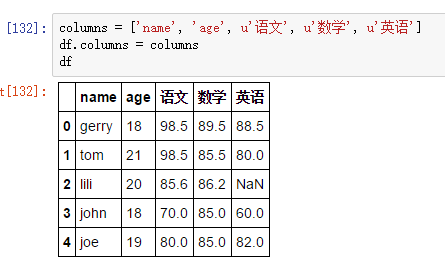 [132]: columns = ['name', 'age', u'语文', u'数学', u'英语']
df.columns = columns
df
t[132]:
name age 语文 数学 英语
0 gerry 18 98.5 89.5 88.5
1 tom 21 98.5 85.5 80.0
2 lili 20 85.6 86.2 NaN
3 john 18 70.0 85.0 60.0
4 joe 19 80.0 85.0 82.0